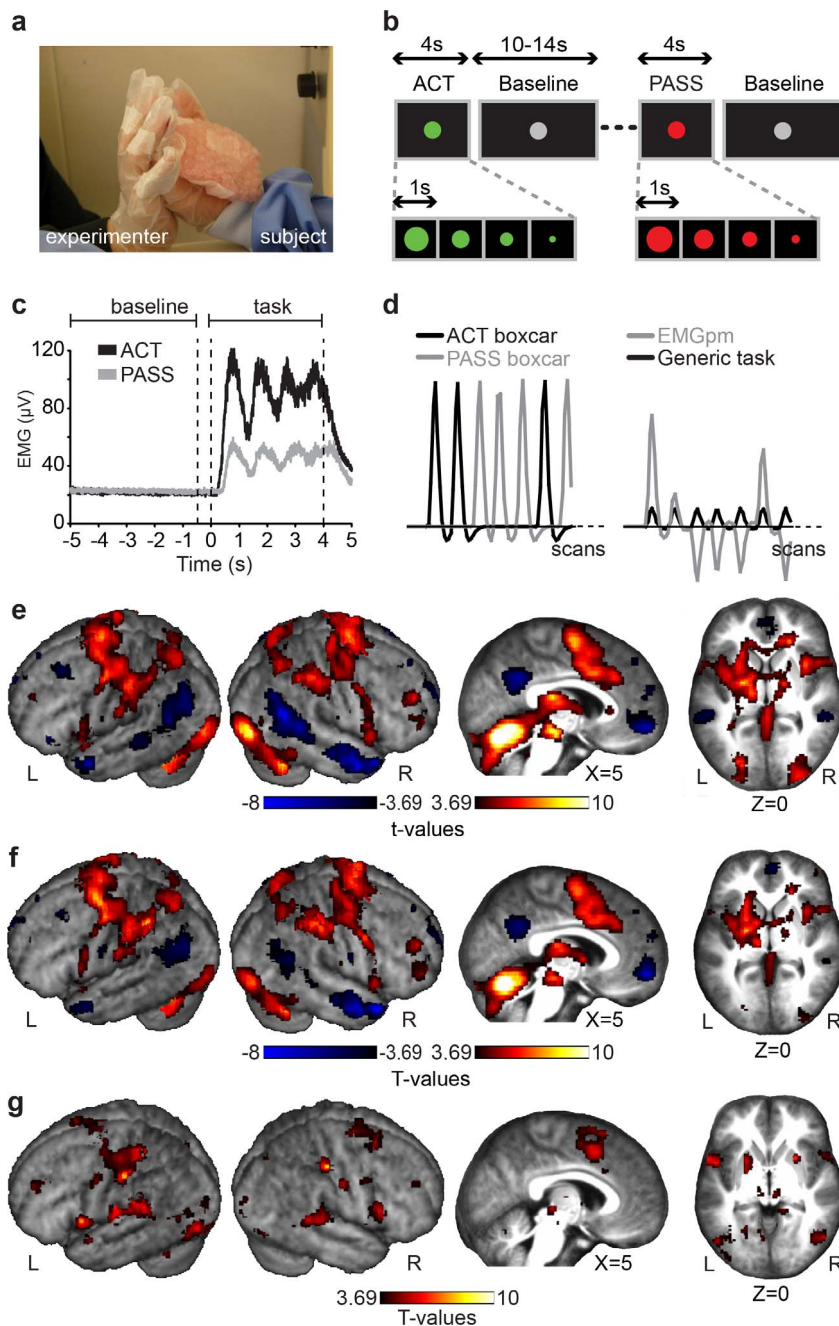 a
experimenter
subject
b
4s
10-14s
4s
ACT
Baseline
PASS
Baseline
1s
1s
c
baseline
task
120
80
40
0
EMG (µV)
ACT
PASS
-5 -4 -3 -2 -1 0 1 2 3 4 5
Time (s)
d
ACT boxcar
PASS boxcar
scans
EMGpm
Generic task
scans
e
L
R
X=5
L
R
Z=0
-8
-3.69
3.69
10
t-values
f
L
R
X=5
L
R
Z=0
-8
-3.69
3.69
10
T-values
g
L
R
X=5
L
R
Z=0
3.69
10
T-values